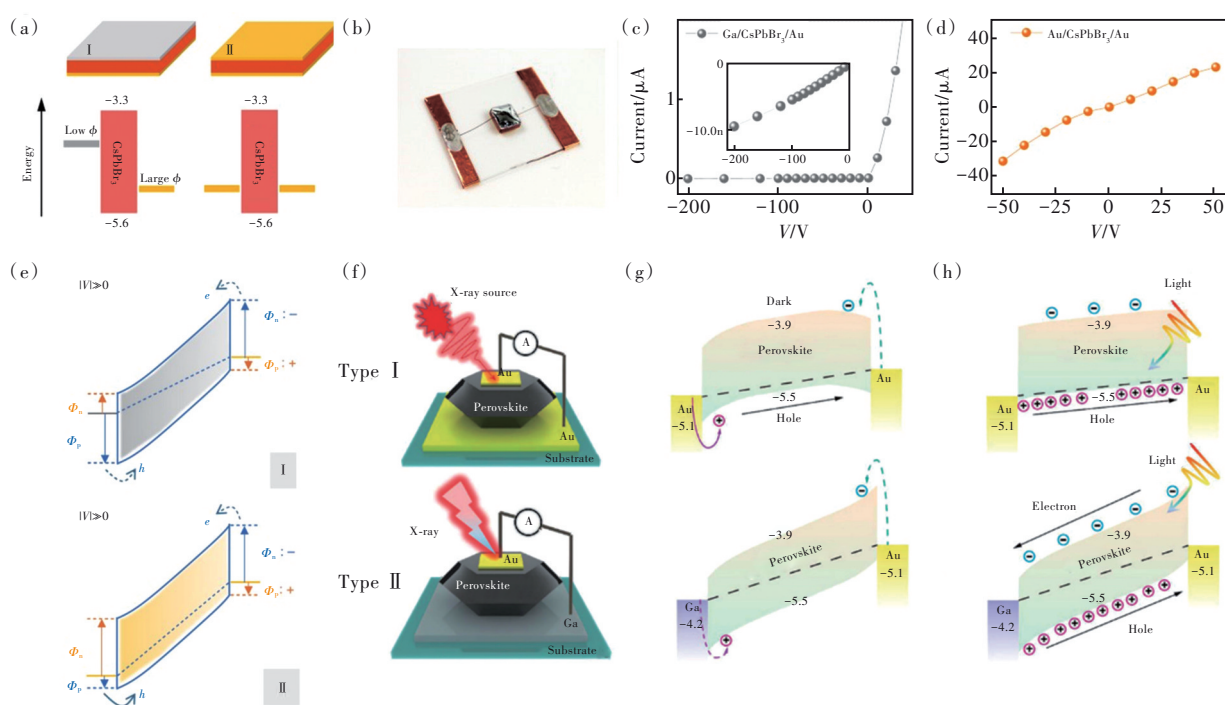 (a)
Ⅰ
Ⅱ
Energy
−3.3
−3.3
Low ϕ
CsPbBr₃
Large ϕ
CsPbBr₃
−5.6
−5.6
(b)
(c)
Ga/CsPbBr₃/Au
Current/μA
1
0
0
−10.0n
−200
−100
0
−200
−100
0
V/V
(d)
Au/CsPbBr₃/Au
Current/μA
40
20
0
−20
−40
−50
−25
0
25
50
V/V
(e)
|V|≫0
e
Φₙ：−
Φₚ：+
Φₙ
Φₚ
h
Ⅰ
|V|≫0
e
Φₙ：−
Φₚ：+
Φₙ
Φₚ
h
Ⅱ
(f)
X-ray source
A
Type Ⅰ
Au
Perovskite
Au
Substrate
X-ray
A
Type Ⅱ
Au
Perovskite
Ga
Substrate
(g)
Dark
−3.9
Perovskite
Au
−5.5
Au
−5.1
Hole
−3.9
Perovskite
Au
−5.1
−5.5
Ga
−4.2
(h)
Light
−3.9
Perovskite
Au
−5.5
Au
−5.1
Hole
Light
Electron
−3.9
Perovskite
Au
−5.1
−5.5
Ga
−4.2
Hole